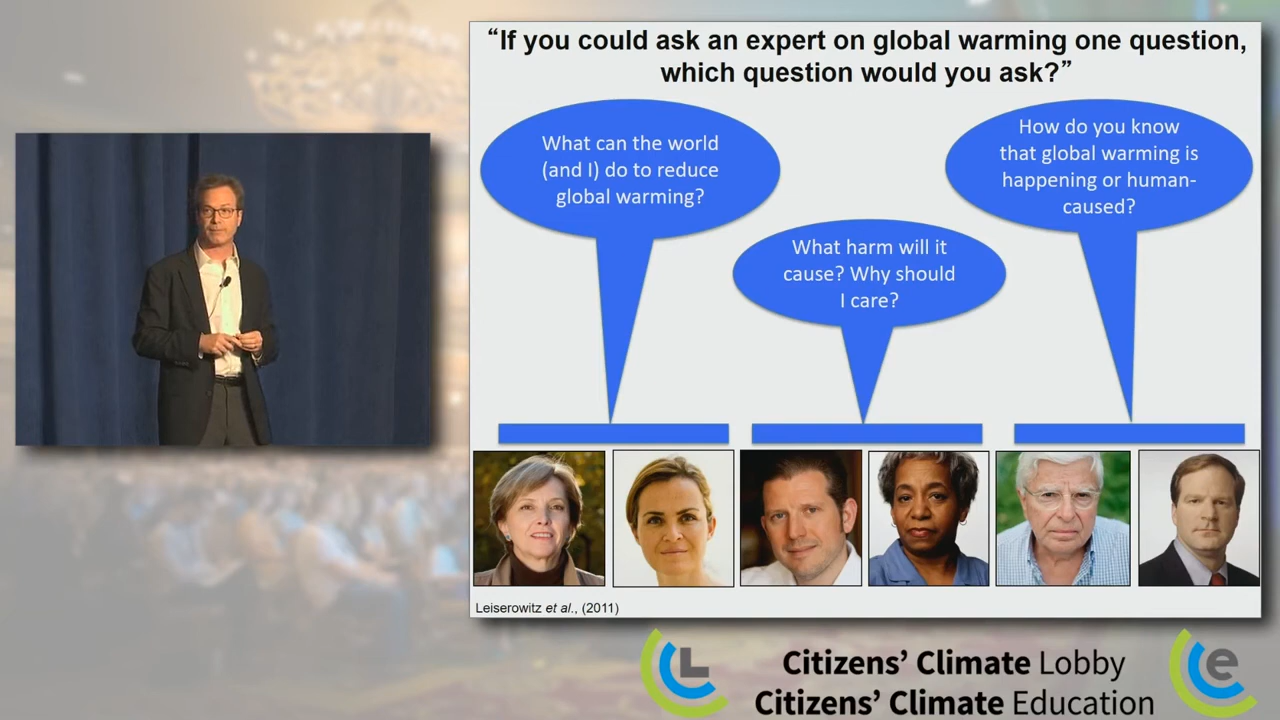 “If you could ask an expert on global warming one question,
which question would you ask?”
What can the world
(and I) do to reduce
global warming?
What harm will it
cause? Why should
I care?
How do you know
that global warming is
happening or human-
caused?
Leiserowitz et al., (2011)
L
Citizens’ Climate Lobby
Citizens’ Climate Education
e